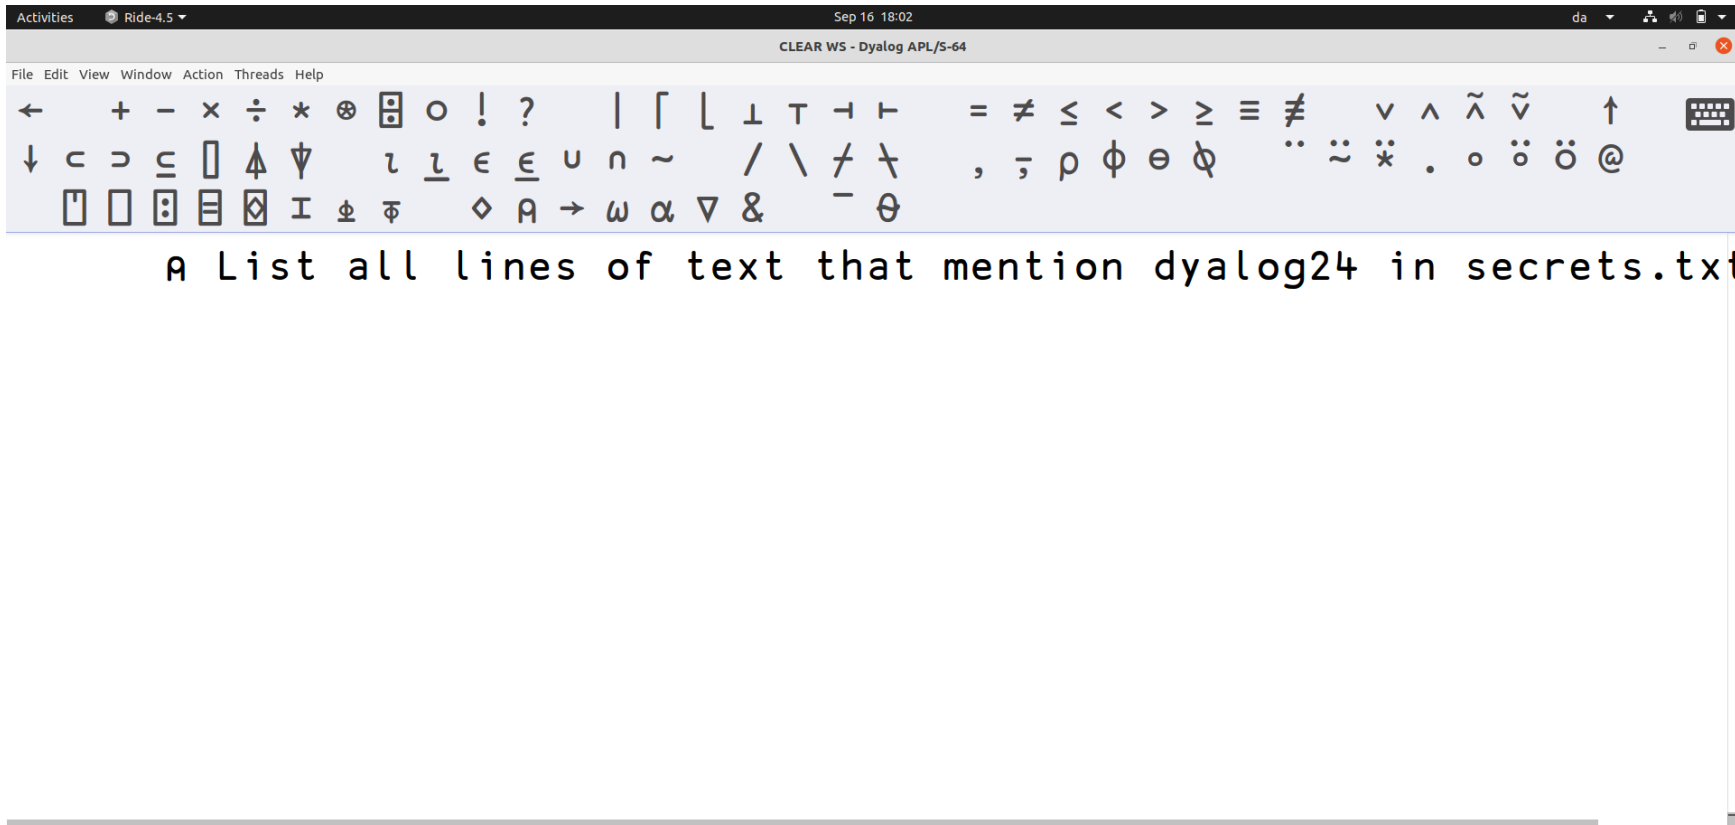 Activities Ride-4.5 Sep 16 18:02 da
CLEAR WS - Dyalog APL/S-64
File Edit View Window Action Threads Help
← + − × ÷ * ⍟ ⌹ ○ ! ? | ⌈ ⌊ ⊥ ⊤ ⊣ ⊢ = ≠ ≤ < > ≥ ≡ ≢ ∨ ∧ ⍲ ⍱ ↑
↓ ⊂ ⊃ ⊆ ⌷ ⍋ ⍒ ⍳ ⍸ ∊ ⍷ ∪ ∩ ~ / \ ⌿ ⍀ , ⍪ ⍴ ⌽ ⊖ ⍉ ¨ ⍨ ⍣ . ∘ ⍤ ⍥ @
⍞ ⎕ ⍠ ⌸ ⌺ ⌶ ⍎ ⍕ ⋄ ⍝ → ⍵ ⍺ ∇ & ¯ ⍬
⍝ List all lines of text that mention dyalog24 in secrets.txt